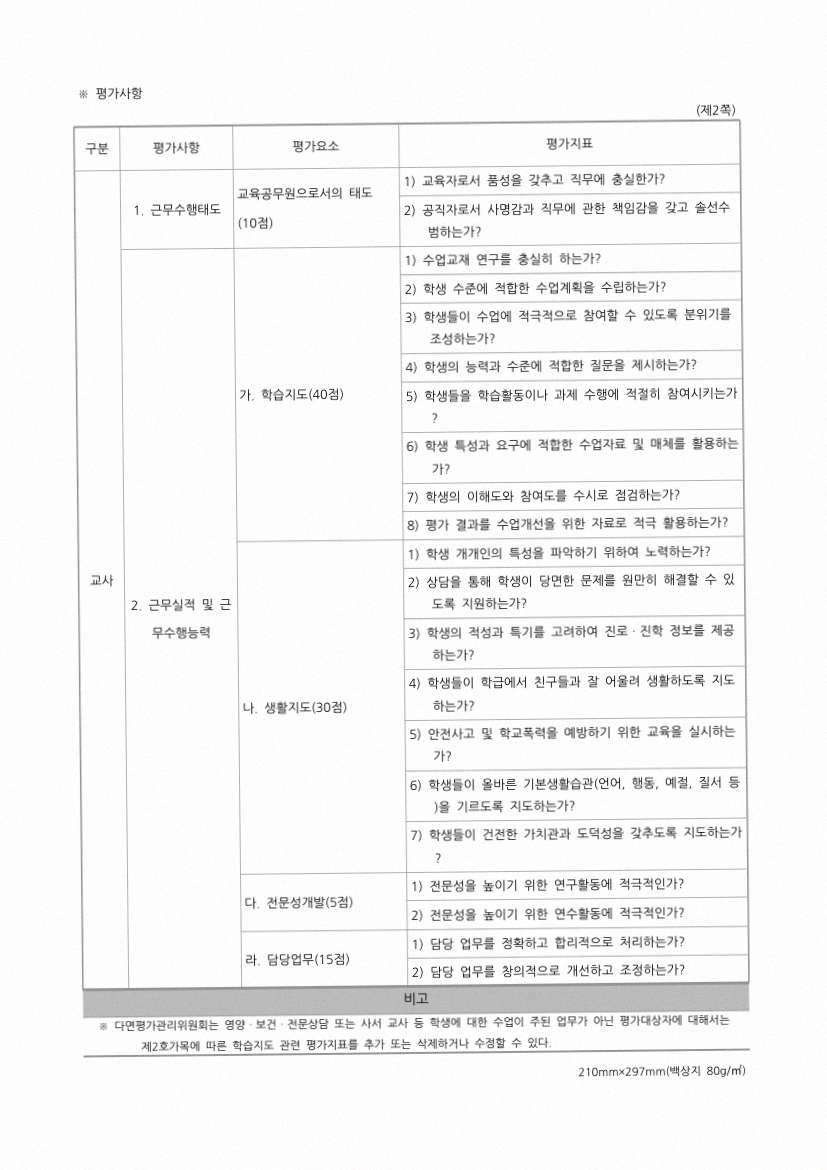 ※ 평가사항
(제2쪽)
구분 평가사항 평가요소 평가지표
교사
1. 근무수행태도
교육공무원으로서의 태도
(10점)
1) 교육자로서 품성을 갖추고 직무에 충실한가?
2) 공직자로서 사명감과 직무에 관한 책임감을 갖고 솔선수
범하는가?
2. 근무실적 및 근
무수행능력
가. 학습지도(40점)
1) 수업교재 연구를 충실히 하는가?
2) 학생 수준에 적합한 수업계획을 수립하는가?
3) 학생들이 수업에 적극적으로 참여할 수 있도록 분위기를
조성하는가?
4) 학생의 능력과 수준에 적합한 질문을 제시하는가?
5) 학생들을 학습활동이나 과제 수행에 적절히 참여시키는가
?
6) 학생 특성과 요구에 적합한 수업자료 및 매체를 활용하는
가?
7) 학생의 이해도와 참여도를 수시로 점검하는가?
8) 평가 결과를 수업개선을 위한 자료로 적극 활용하는가?
나. 생활지도(30점)
1) 학생 개개인의 특성을 파악하기 위하여 노력하는가?
2) 상담을 통해 학생이 당면한 문제를 원만히 해결할 수 있
도록 지원하는가?
3) 학생의 적성과 특기를 고려하여 진로ㆍ진학 정보를 제공
하는가?
4) 학생들이 학급에서 친구들과 잘 어울려 생활하도록 지도
하는가?
5) 안전사고 및 학교폭력을 예방하기 위한 교육을 실시하는
가?
6) 학생들이 올바른 기본생활습관(언어, 행동, 예절, 질서 등
)을 기르도록 지도하는가?
7) 학생들이 건전한 가치관과 도덕성을 갖추도록 지도하는가
?
다. 전문성개발(5점)
1) 전문성을 높이기 위한 연구활동에 적극적인가?
2) 전문성을 높이기 위한 연수활동에 적극적인가?
라. 담당업무(15점)
1) 담당 업무를 정확하고 합리적으로 처리하는가?
2) 담당 업무를 창의적으로 개선하고 조정하는가?
비고
※ 다면평가관리위원회는 영양ㆍ보건ㆍ전문상담 또는 사서 교사 등 학생에 대한 수업이 주된 업무가 아닌 평가대상자에 대해서는
제2호가목에 따른 학습지도 관련 평가지표를 추가 또는 삭제하거나 수정할 수 있다.
210mm×297mm(백상지 80g/㎡)